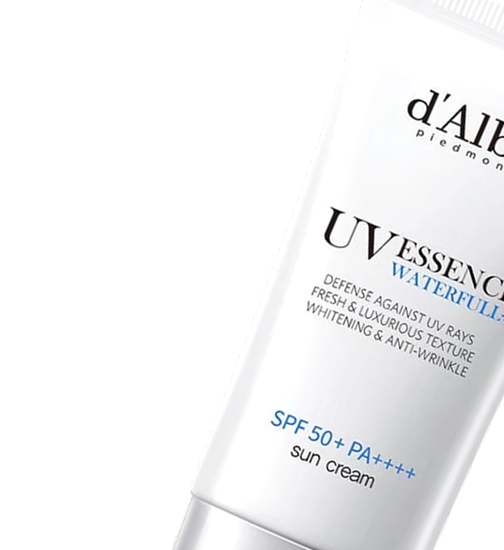 d'Alb
piedmon
UV ESSENC
WATERFULL
DEFENSE AGAINST UV RAYS
FRESH & LUXURIOUS TEXTURE
WHITENING & ANTI-WRINKLE
SPF 50+ PA++++
sun cream